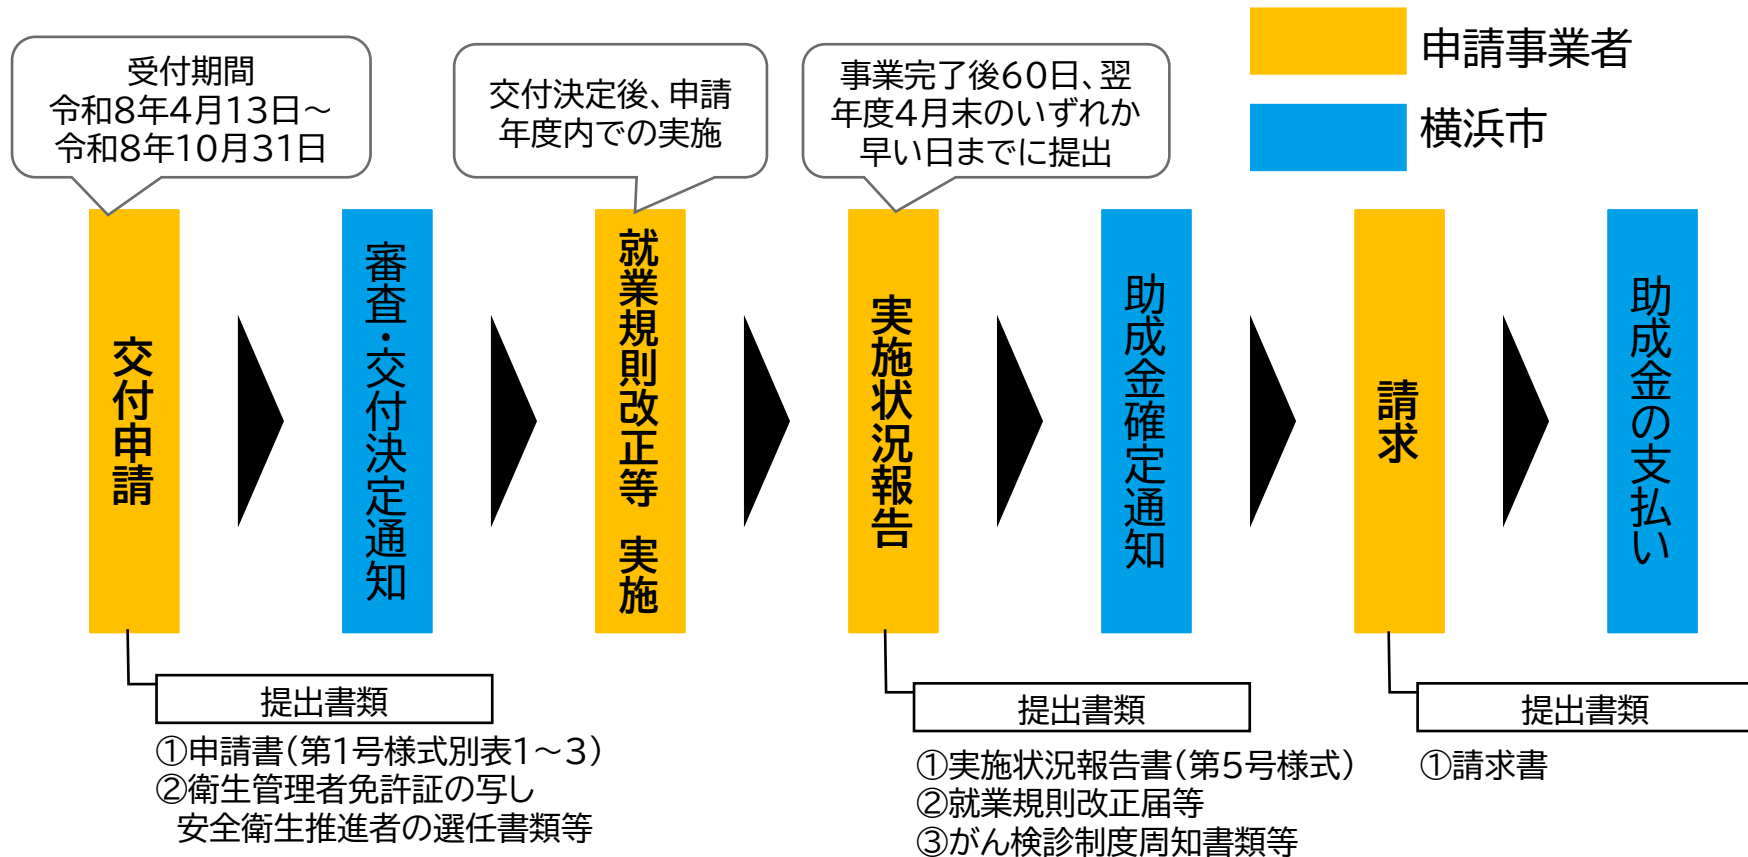 申請事業者
横浜市
受付期間
令和8年4月13日～
令和8年10月31日
交付決定後、申請
年度内での実施
事業完了後60日、翌
年度4月末のいずれか
早い日までに提出
交付申請
審査・交付決定通知
就業規則改正等　実施
実施状況報告
助成金確定通知
請求
助成金の支払い
提出書類
①申請書(第1号様式別表1～3)
②衛生管理者免許証の写し
安全衛生推進者の選任書類等
提出書類
①実施状況報告書(第5号様式)
②就業規則改正届等
③がん検診制度周知書類等
提出書類
①請求書